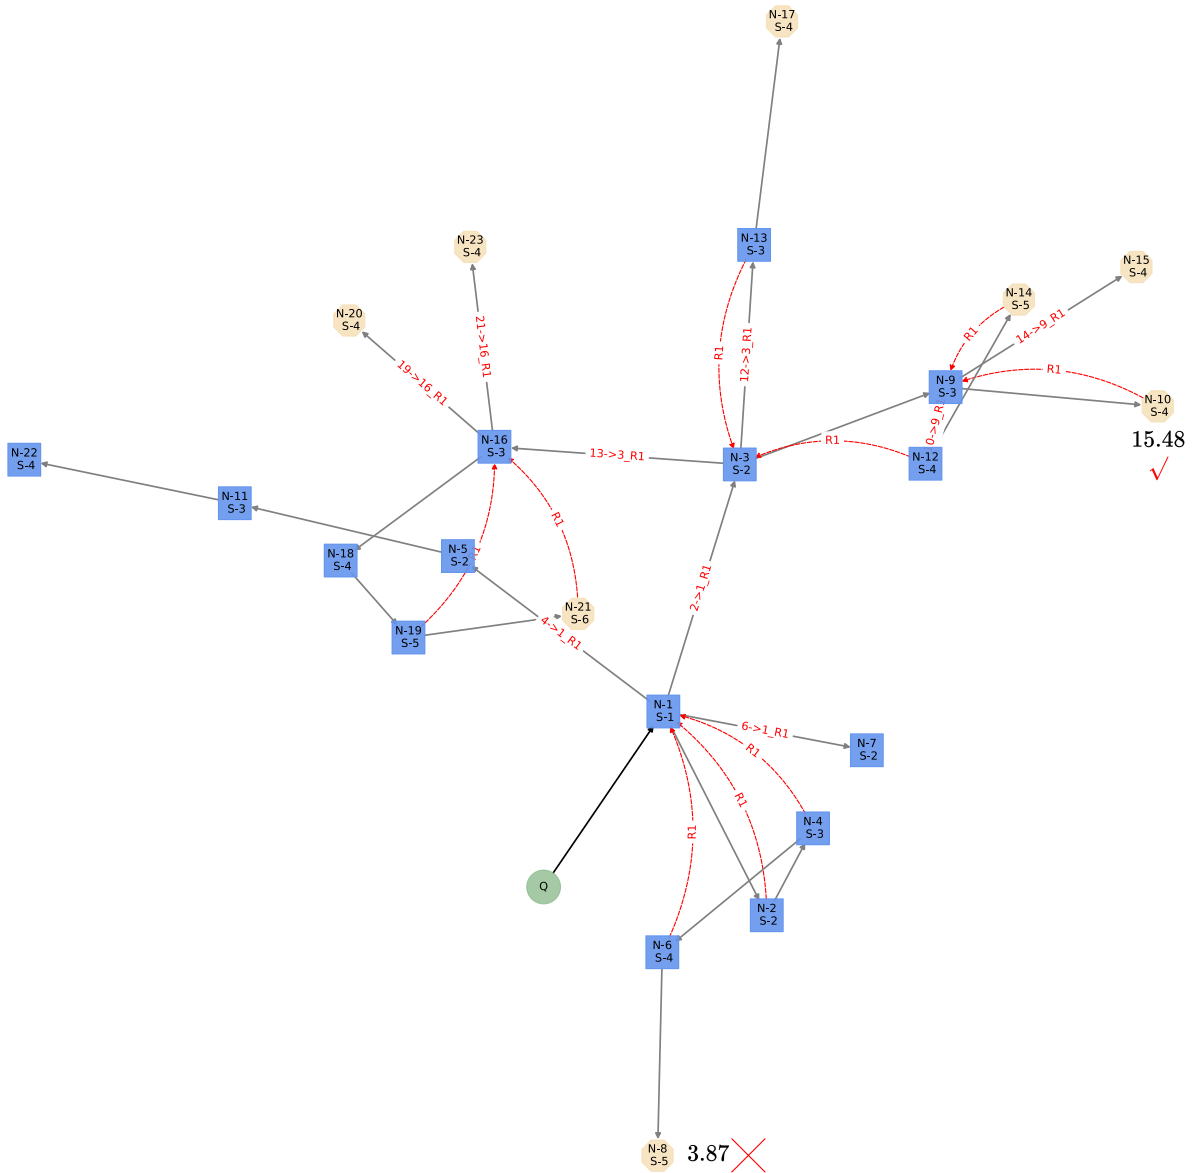 N-17
S-4
N-13
S-3
N-23
S-4
N-15
S-4
N-14
S-5
R1
14->9_R1
N-20
S-4
21->16_R1
R1
12->3_R1
19->16_R1
N-9
S-3
R1
N-10
S-4
15.48
√
N-22
S-4
N-16
S-3
13->3_R1
N-3
S-2
R1
N-12
S-4
N-11
S-3
R1
N-18
S-4
N-5
S-2
2->1_R1
N-19
S-5
N-21
S-6
4->1_R1
N-1
S-1
6->1_R1
N-7
S-2
R1
R1
R1
N-4
S-3
Q
N-2
S-2
N-6
S-4
N-8
S-5
3.87